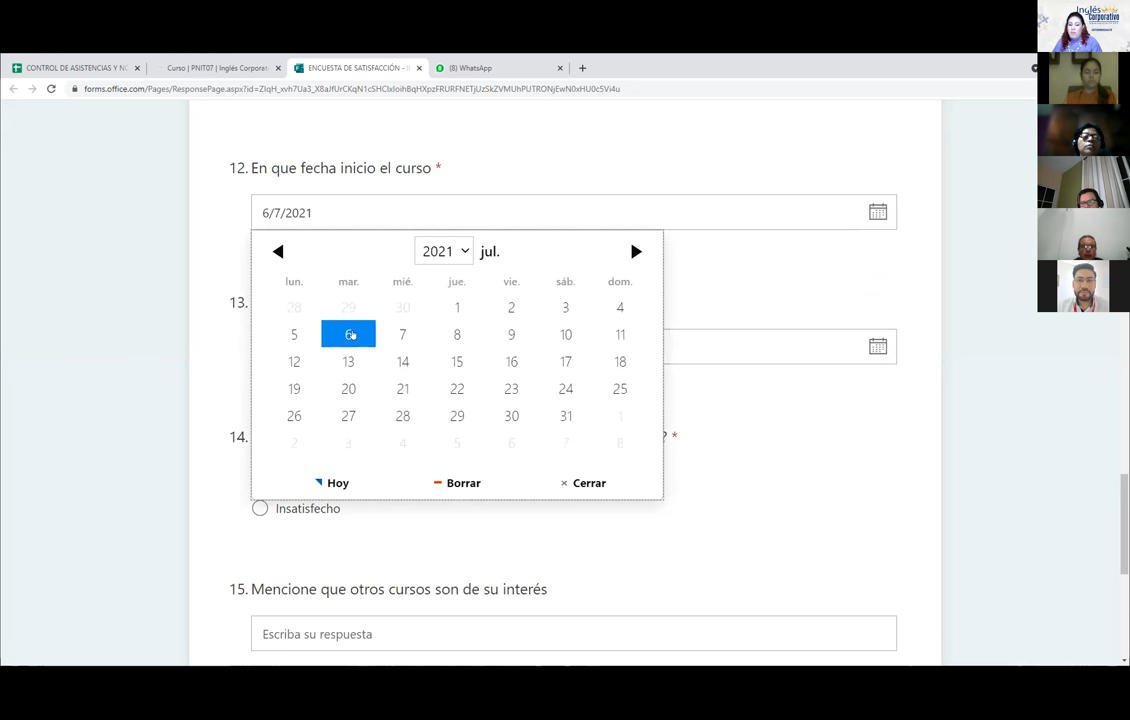 Inglés
Corporativo
CONTROL DE ASISTENCIAS Y NO
Curso | PNIT07 | Inglés Corporat
ENCUESTA DE SATISFACCIÓN – I
(8) WhatsApp
12. En que fecha inicio el curso *
6/7/2021
2021 jul.
lun. mar. mié. jue. vie. sáb. dom.
28 29 30 1 2 3 4
13.
5 6 7 8 9 10 11
12 13 14 15 16 17 18
19 20 21 22 23 24 25
26 27 28 29 30 31 1
14. ? *
2 3 4 5 6 7 8
Hoy Borrar Cerrar
Insatisfecho
15. Mencione que otros cursos son de su interés
Escriba su respuesta